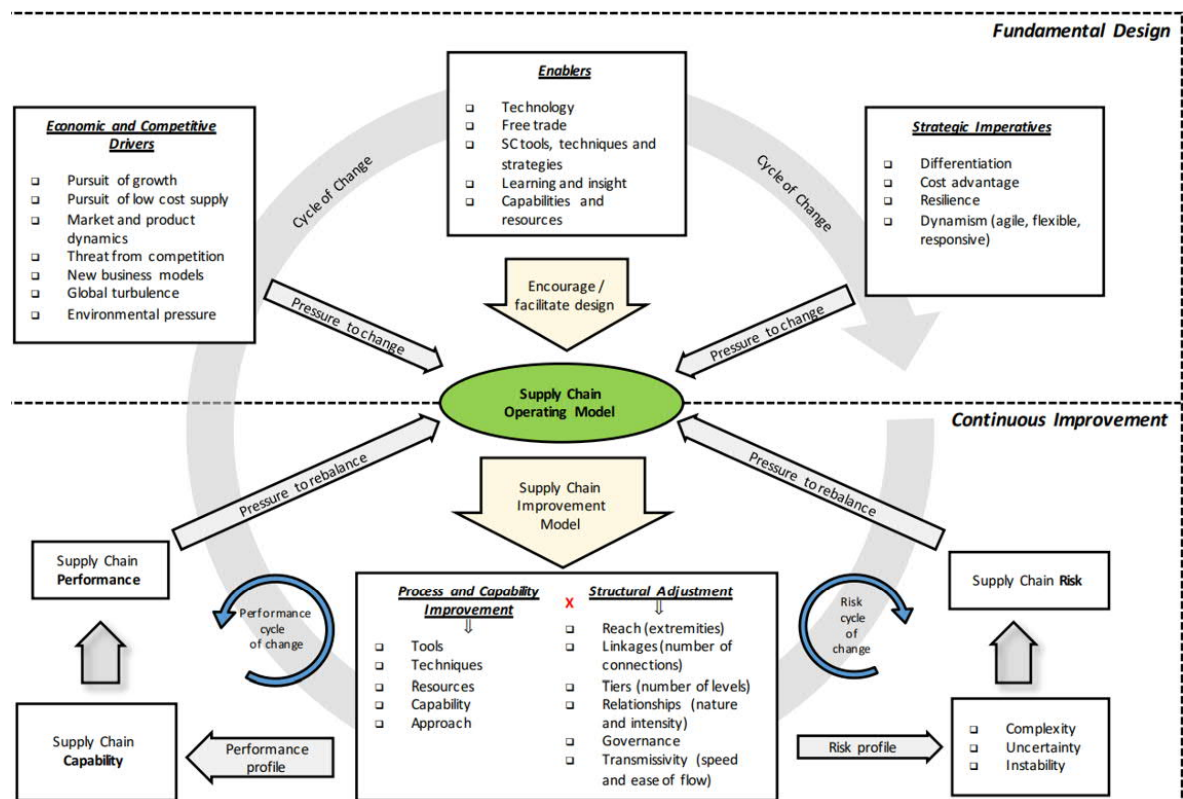 Fundamental Design
Enablers
Technology
Free trade
SC tools, techniques and
strategies
Learning and insight
Capabilities and
resources
Economic and Competitive
Drivers
Pursuit of growth
Pursuit of low cost supply
Market and product
dynamics
Threat from competition
New business models
Global turbulence
Environmental pressure
Strategic Imperatives
Differentiation
Cost advantage
Resilience
Dynamism (agile, flexible,
responsive)
Cycle of Change
Cycle of Change
Encourage /
facilitate design
Pressure to change
Pressure to change
Supply Chain
Operating Model
Continuous Improvement
Pressure to rebalance
Pressure to rebalance
Supply Chain
Improvement
Model
Supply Chain
Performance
Performance
cycle
of change
Process and Capability
Improvement
⇓
Tools
Techniques
Resources
Capability
Approach
X
Structural Adjustment
⇓
Reach (extremities)
Linkages (number of
connections)
Tiers (number of levels)
Relationships (nature
and intensity)
Governance
Transmissivity (speed
and ease of flow)
Risk
cycle
of
change
Supply Chain Risk
Supply Chain
Capability
Performance
profile
Risk profile
Complexity
Uncertainty
Instability